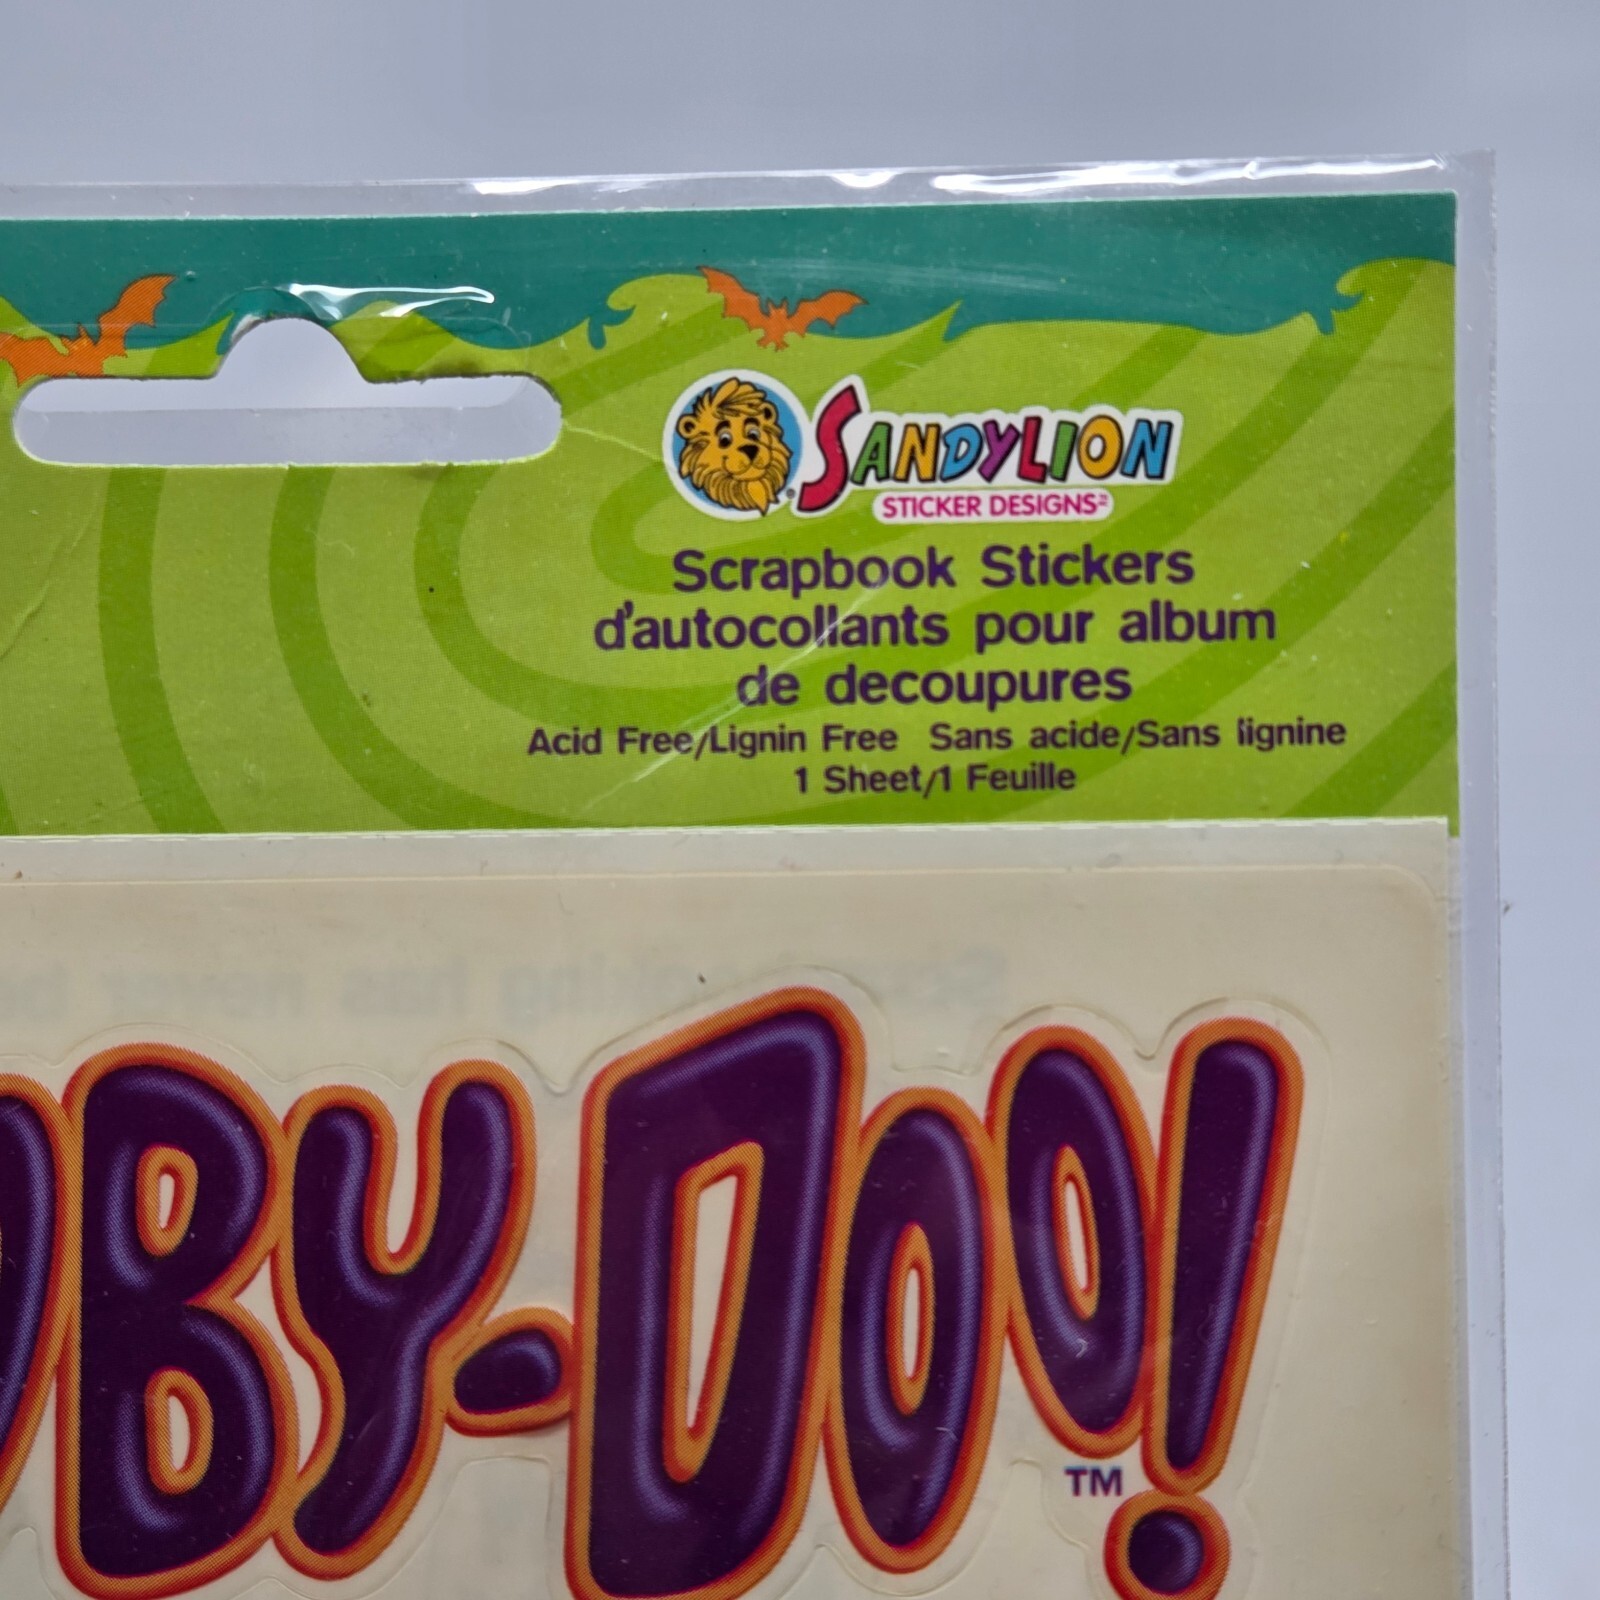 SANDYLION
STICKER DESIGNS™
Scrapbook Stickers
d'autocollants pour album
de decoupures
Acid Free/Lignin Free Sans acide/Sans lignine
1 Sheet/1 Feuille
BY-DOO!
TM